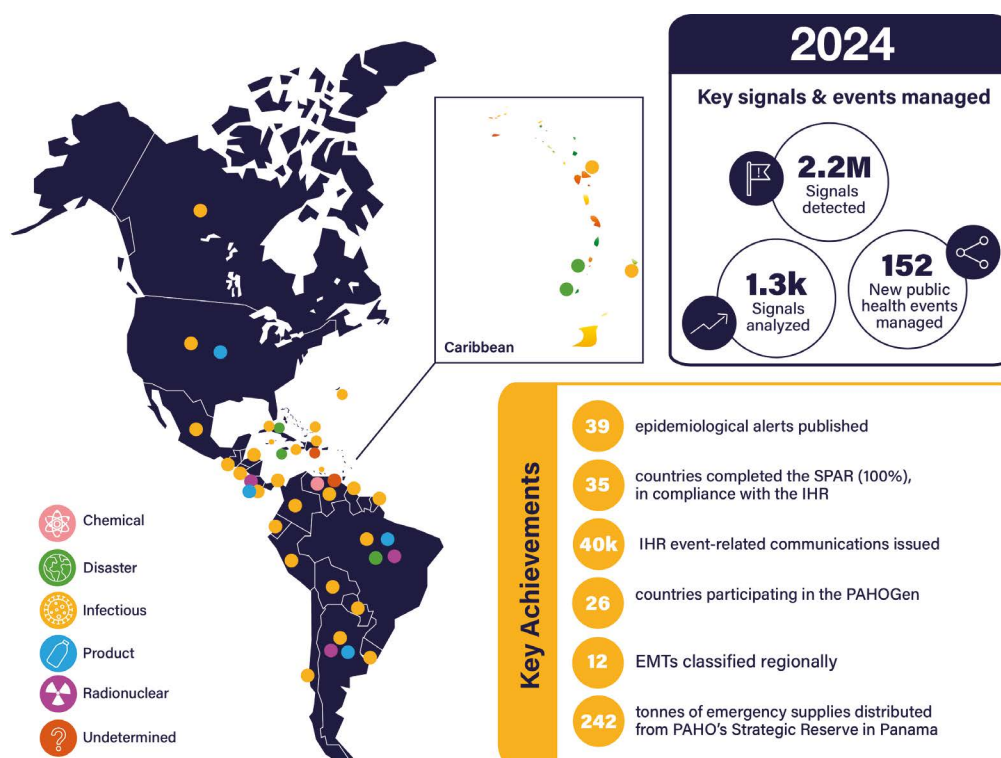 2024
Key signals & events managed
2.2M
Signals
detected
1.3k
Signals
analyzed
152
New public
health events
managed
Caribbean
Chemical
Disaster
Infectious
Product
Radionuclear
Undetermined
Key Achievements
39 epidemiological alerts published
35 countries completed the SPAR (100%),
in compliance with the IHR
40k IHR event-related communications issued
26 countries participating in the PAHOGen
12 EMTs classified regionally
242 tonnes of emergency supplies distributed
from PAHO's Strategic Reserve in Panama